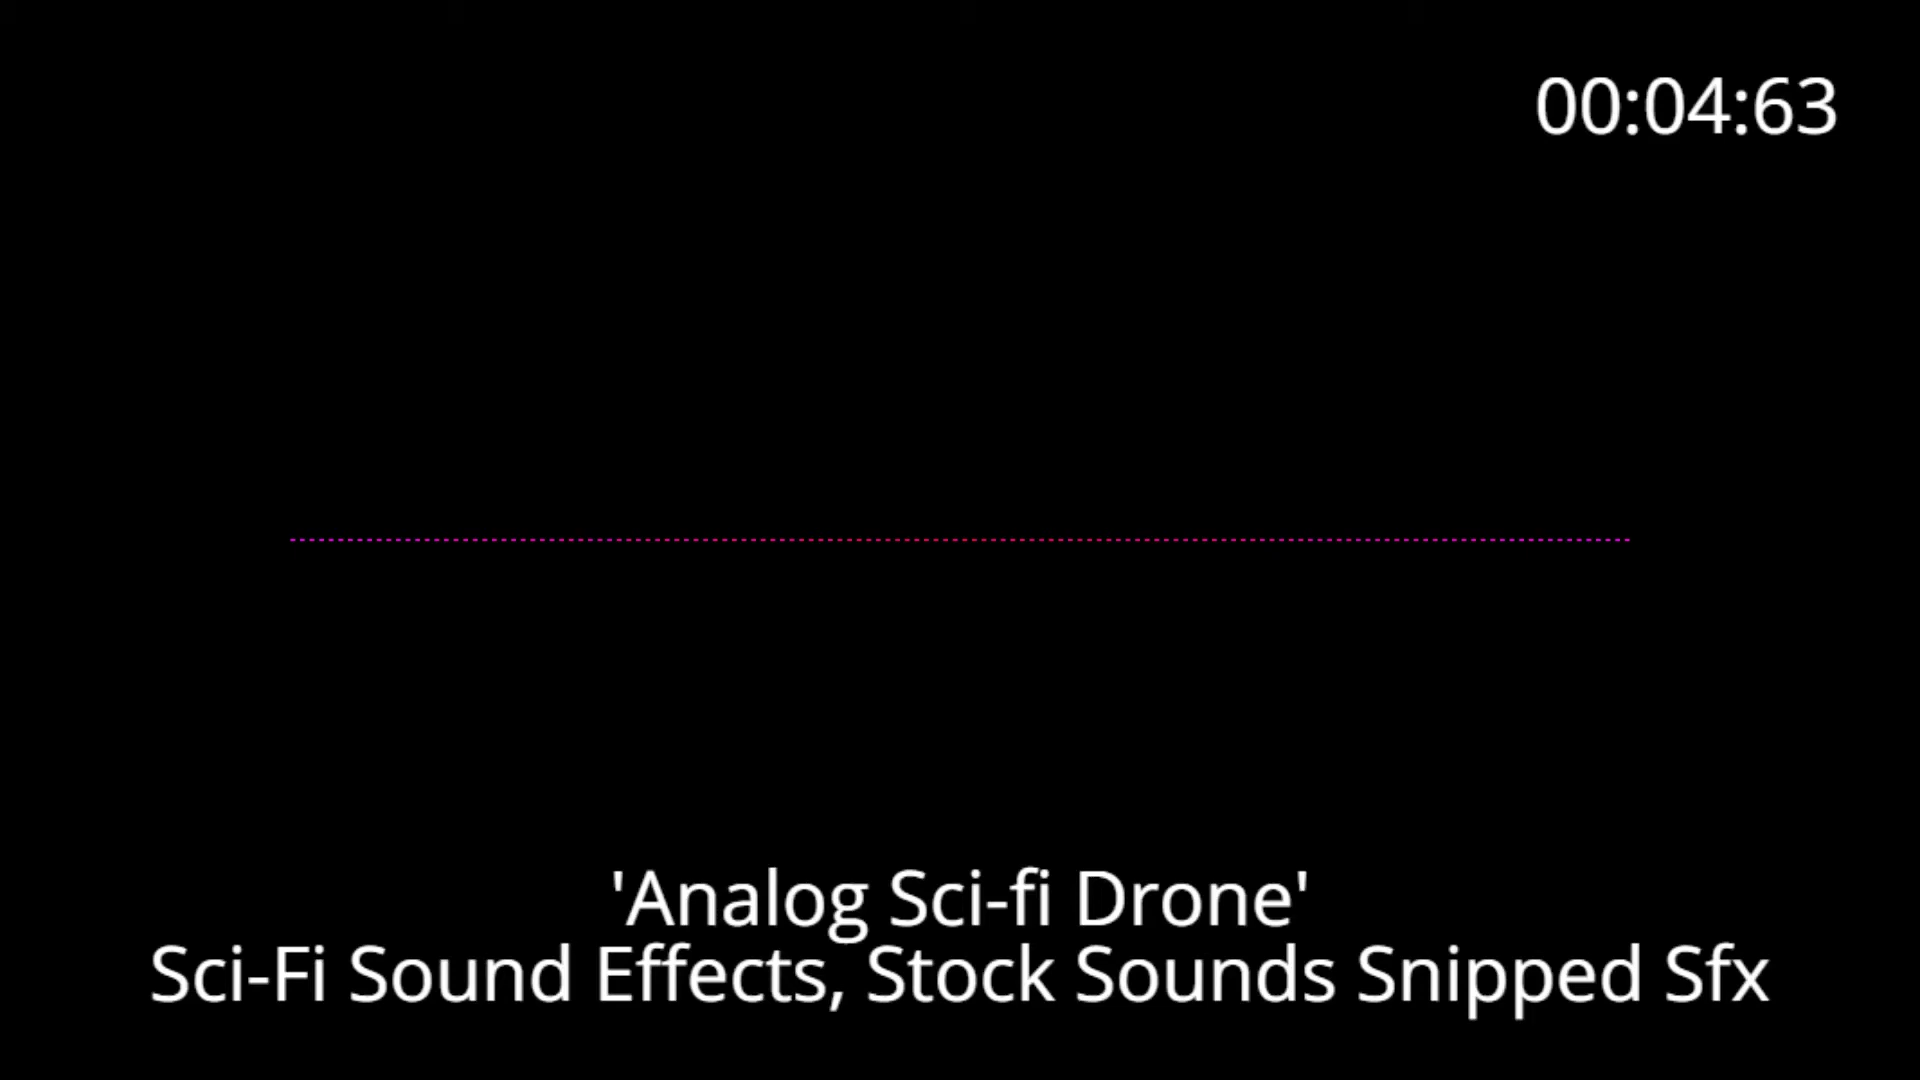 00:04:63
'Analog Sci-fi Drone'
Sci-Fi Sound Effects, Stock Sounds Snipped Sfx